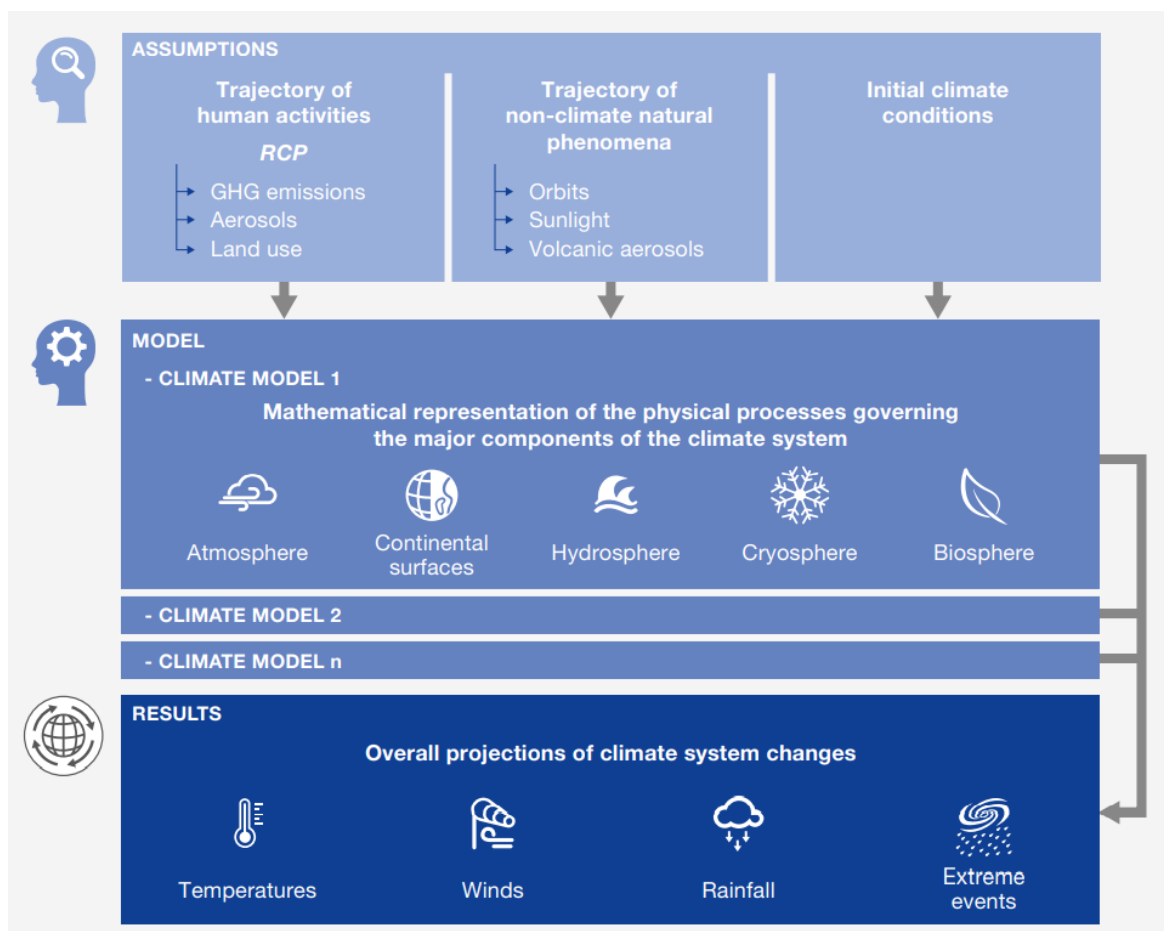 ASSUMPTIONS
Trajectory of
human activities
RCP
GHG emissions
Aerosols
Land use
Trajectory of
non-climate natural
phenomena
Orbits
Sunlight
Volcanic aerosols
Initial climate
conditions
MODEL
- CLIMATE MODEL 1
Mathematical representation of the physical processes governing
the major components of the climate system
Atmosphere
Continental
surfaces
Hydrosphere
Cryosphere
Biosphere
- CLIMATE MODEL 2
- CLIMATE MODEL n
RESULTS
Overall projections of climate system changes
Temperatures
Winds
Rainfall
Extreme
events